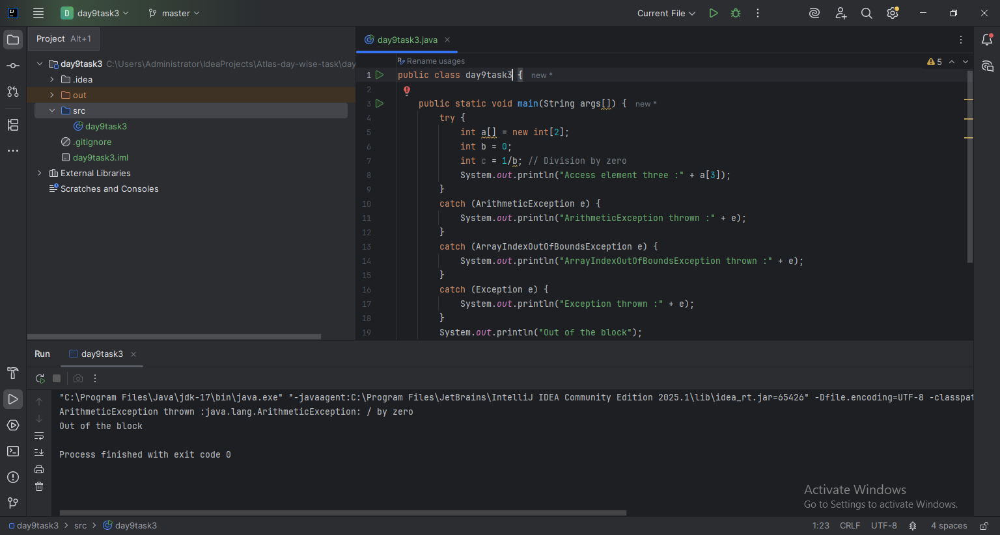 D day9task3 master Current File
Project Alt+1
day9task3 C:\Users\Administrator\IdeaProjects\Atlas-day-wise-task\day
.idea
out
src
day9task3
.gitignore
day9task3.iml
External Libraries
Scratches and Consoles
day9task3.java
Rename usages
5
1 public class day9task3 { new *
2
3 public static void main(String args[]) { new *
4 try {
5 int a[] = new int[2];
6 int b = 0;
7 int c = 1/b; // Division by zero
8 System.out.println("Access element three :" + a[3]);
9 }
10 catch (ArithmeticException e) {
11 System.out.println("ArithmeticException thrown :" + e);
12 }
13 catch (ArrayIndexOutOfBoundsException e) {
14 System.out.println("ArrayIndexOutOfBoundsException thrown :" + e);
15 }
16 catch (Exception e) {
17 System.out.println("Exception thrown :" + e);
18 }
19 System.out.println("Out of the block");
Run day9task3
"C:\Program Files\Java\jdk-17\bin\java.exe" "-javaagent:C:\Program Files\JetBrains\IntelliJ IDEA Community Edition 2025.1\lib\idea_rt.jar=65426" -Dfile.encoding=UTF-8 -classpat
ArithmeticException thrown :java.lang.ArithmeticException: / by zero
Out of the block
Process finished with exit code 0
Activate Windows
Go to Settings to activate Windows.
day9task3 src day9task3 1:23 CRLF UTF-8 4 spaces